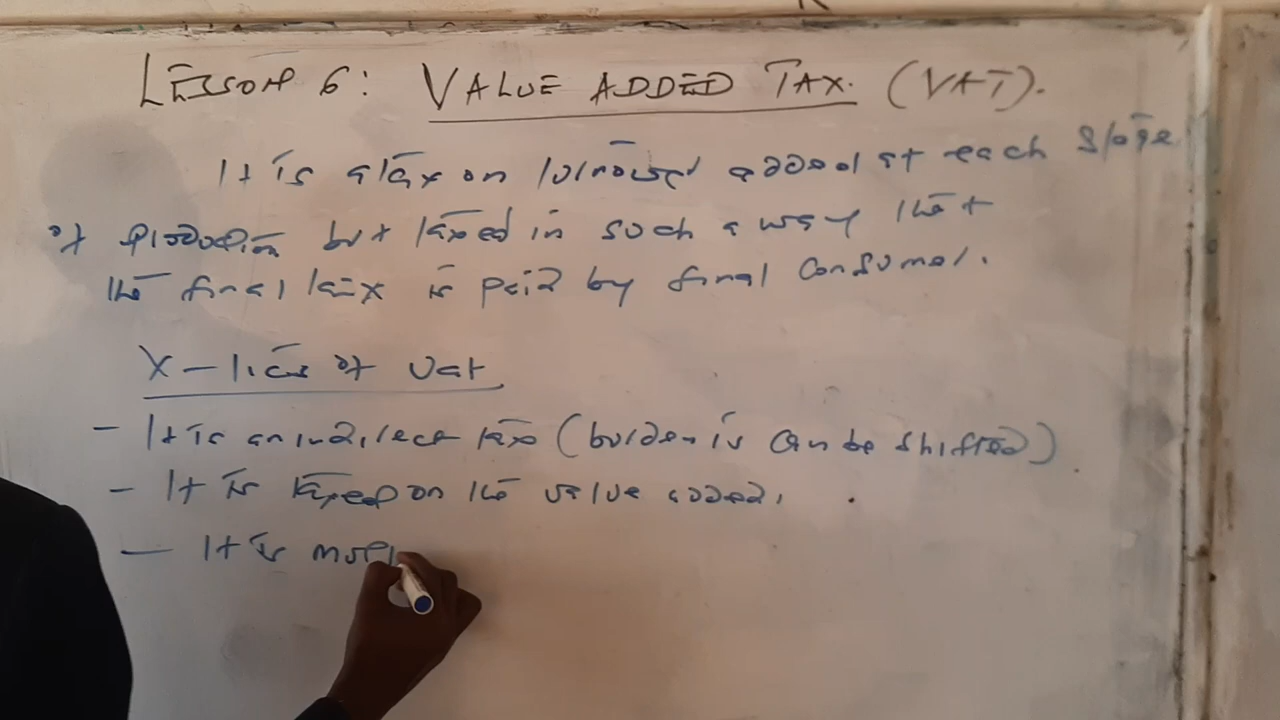 LESSON 6: VALUE ADDED TAX. (VAT).
It is a tax on added at each stage
of production but taxed in such a way that
the final tax is paid by final consumer.
X-tics of Vat
- It is an indirect tax (burden is can be shifted).
- It is taxed on the value added.
- It is